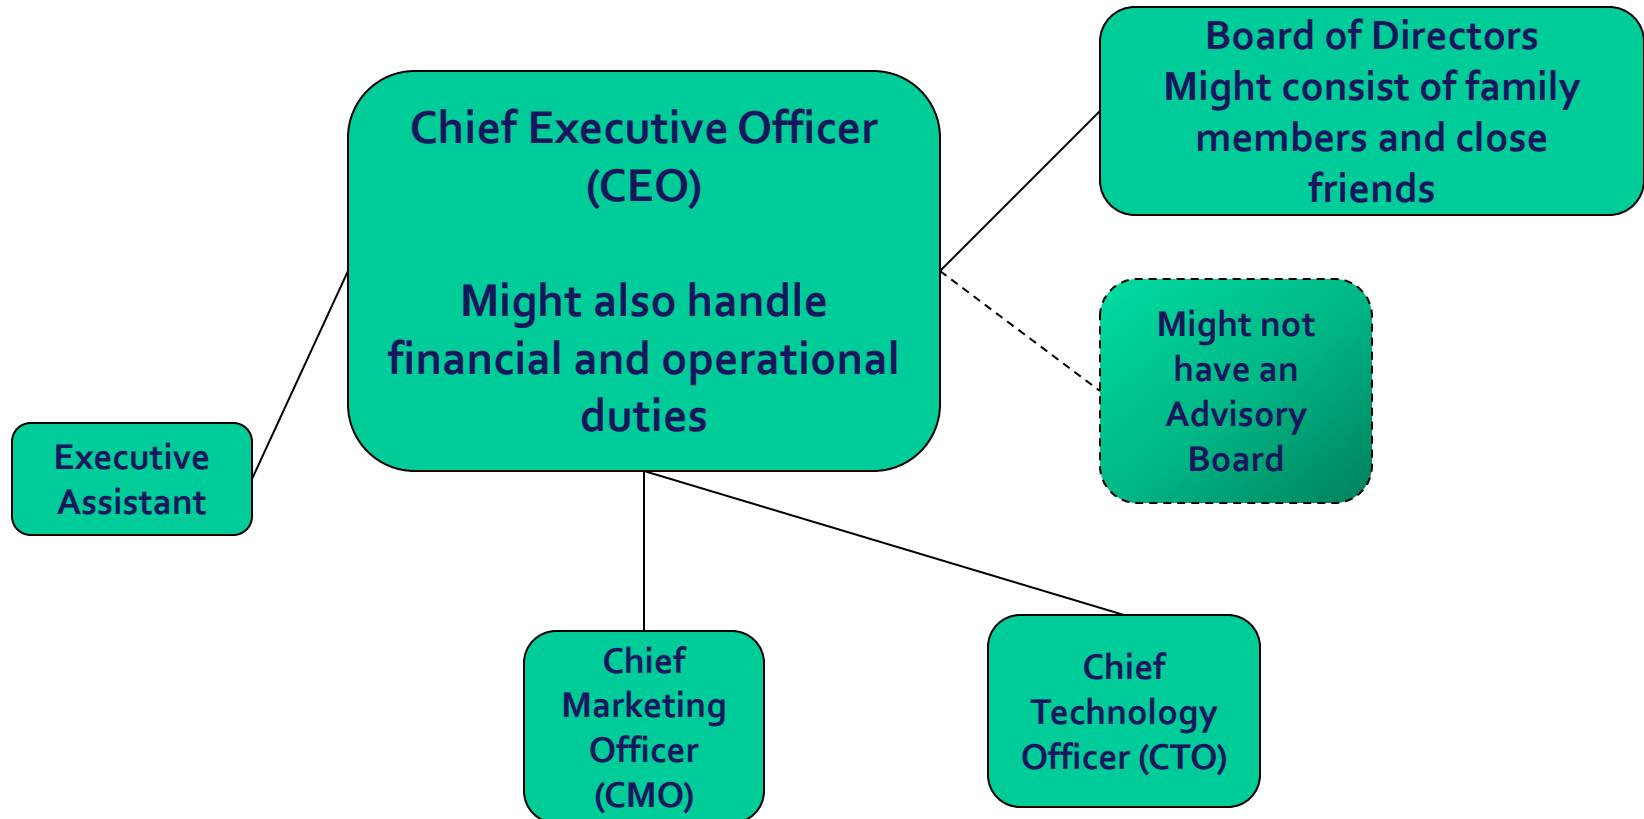 Board of Directors
Might consist of family
members and close
friends
Chief Executive Officer
(CEO)
Might also handle
financial and operational
duties
Might not
have an
Advisory
Board
Executive
Assistant
Chief
Marketing
Officer
(CMO)
Chief
Technology
Officer (CTO)